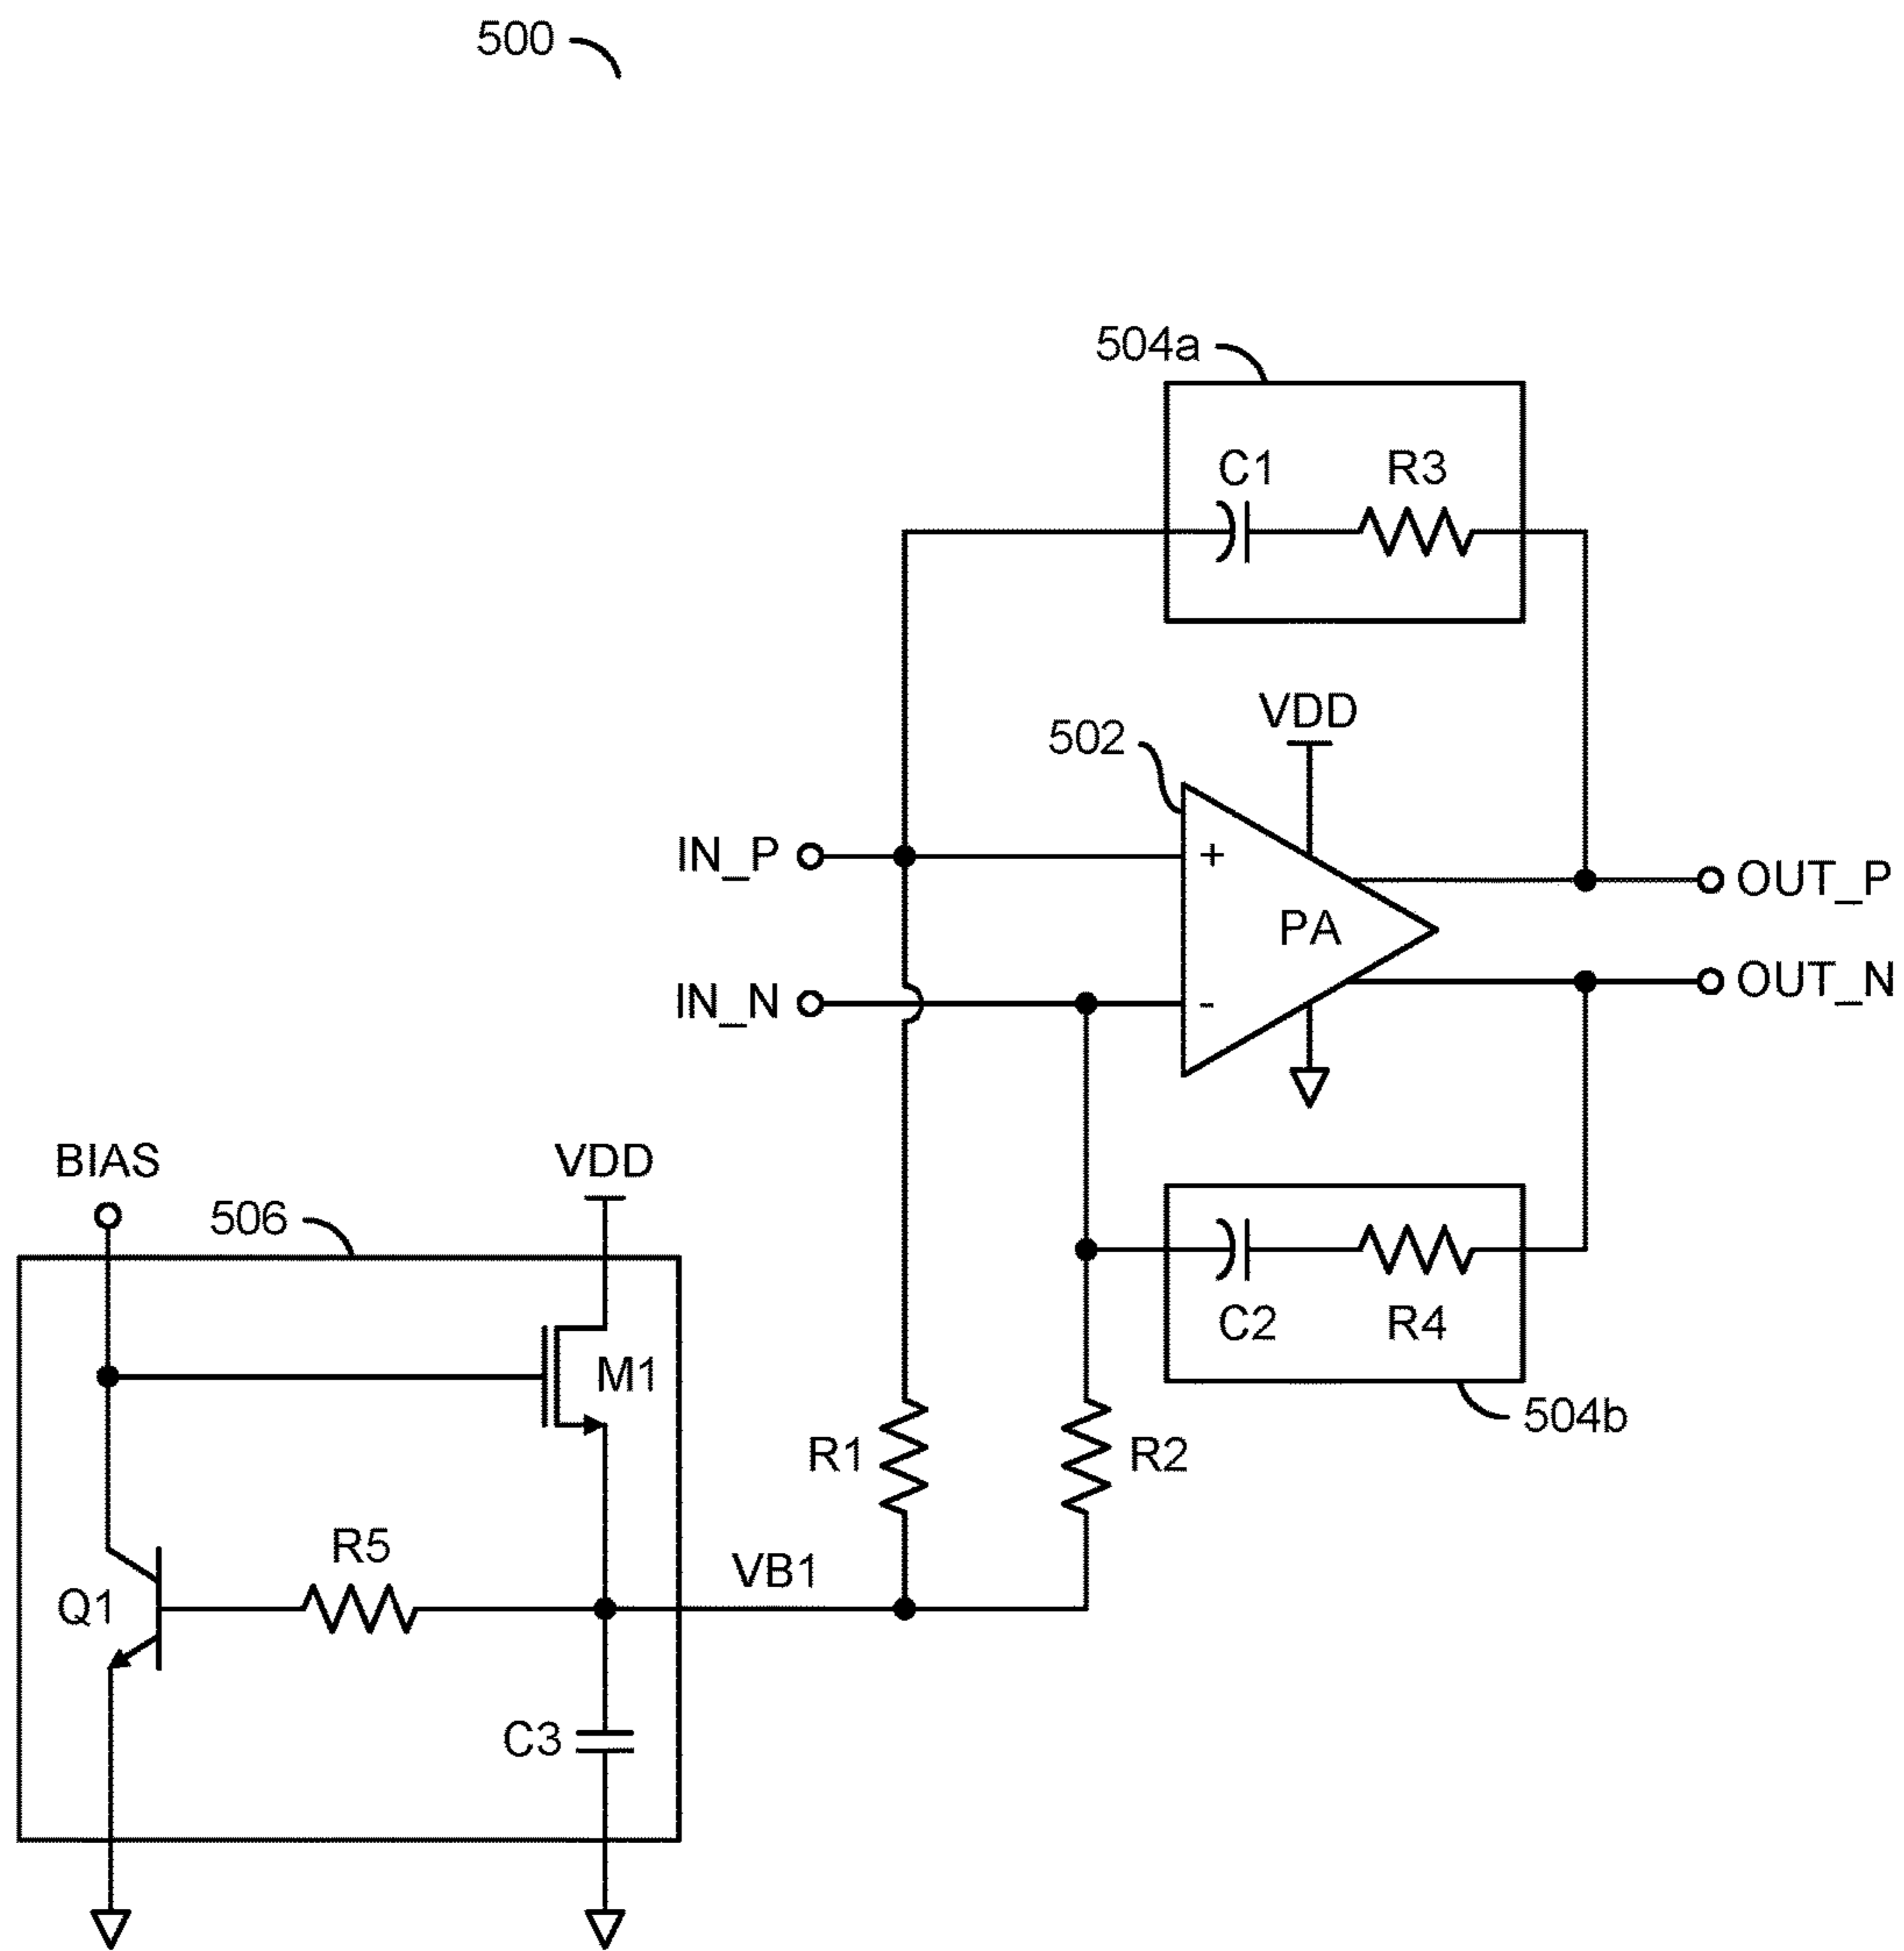 500
504a
C1
R3
VDD
502
IN_P
+
OUT_P
PA
IN_N
-
OUT_N
BIAS
VDD
506
C2
R4
M1
504b
R1
R2
R5
VB1
Q1
C3